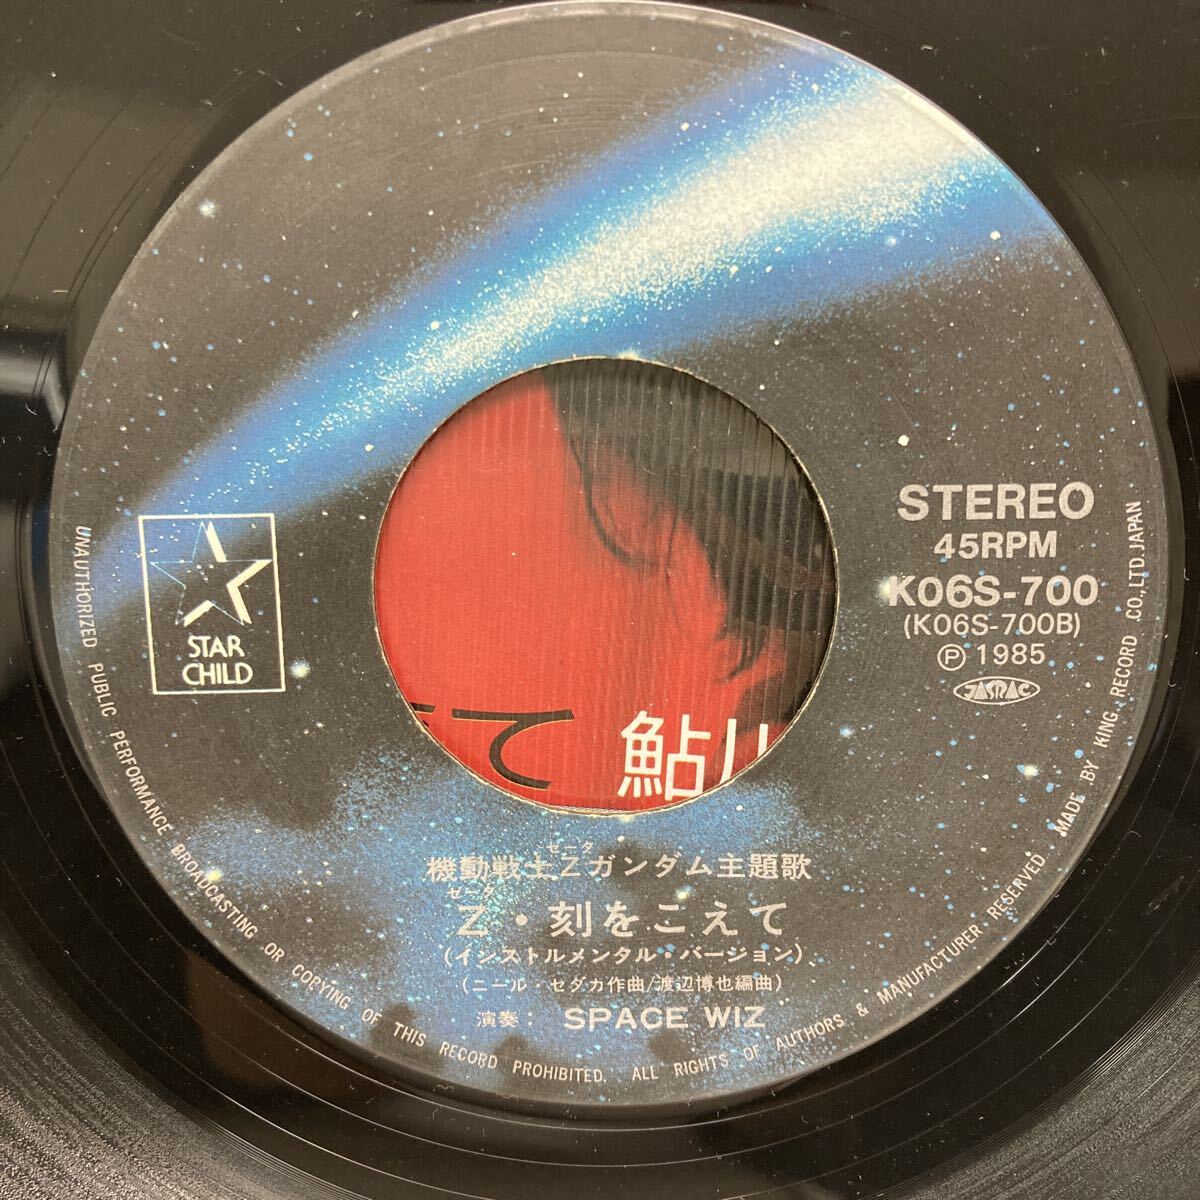 STAR
CHILD
STEREO
45RPM
K06S-700
(K06S-700B)
Ⓟ 1985
JASRAC
て 鮎川
ゼータ
機動戦士Zガンダム主題歌
ゼータ
Z・刻をこえて
(インストルメンタル・バージョン)
(ニール・セダカ作曲/渡辺博也編曲)
演奏: SPACE WIZ
UNAUTHORIZED PUBLIC PERFORMANCE BROADCASTING OR COPYING OF THIS RECORD PROHIBITED. ALL RIGHTS OF AUTHORS & MANUFACTURER RESERVED MADE BY KING RECORD CO., LTD. JAPAN